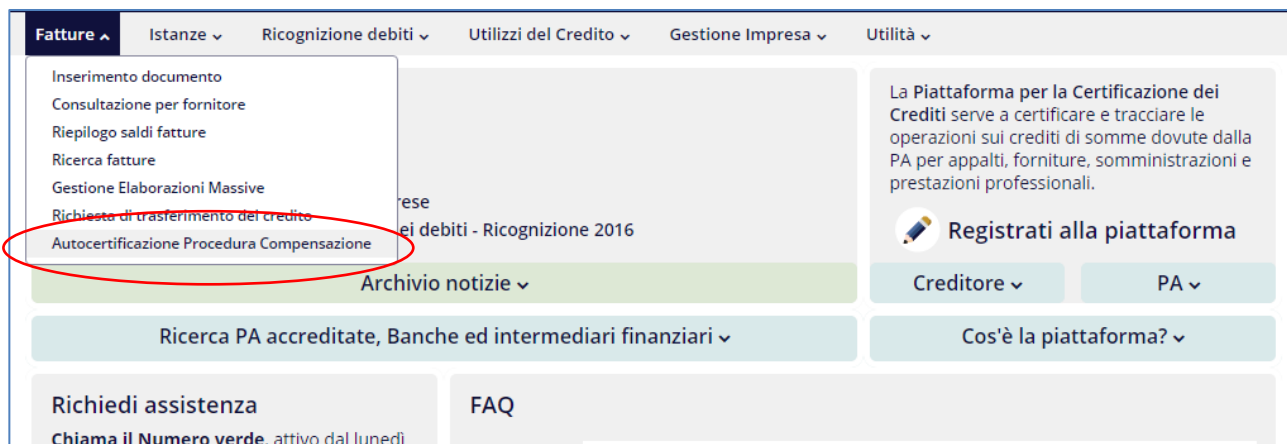 Fatture Istanze Ricognizione debiti Utilizzi del Credito Gestione Impresa Utilità
Inserimento documento
Consultazione per fornitore
Riepilogo saldi fatture
Ricerca fatture
Gestione Elaborazioni Massive
Richiesta di trasferimento del credito
Autocertificazione Procedura Compensazione
rese
ei debiti - Ricognizione 2016
La Piattaforma per la Certificazione dei
Crediti serve a certificare e tracciare le
operazioni sui crediti di somme dovute dalla
PA per appalti, forniture, somministrazioni e
prestazioni professionali.
Registrati alla piattaforma
Archivio notizie
Creditore PA
Ricerca PA accreditate, Banche ed intermediari finanziari
Cos'è la piattaforma?
Richiedi assistenza
Chiama il Numero verde, attivo dal lunedì
FAQ